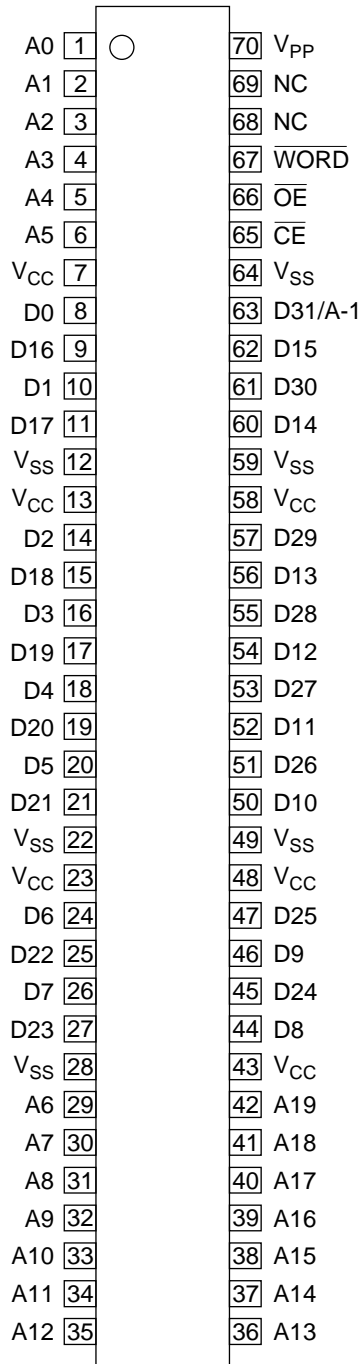 A0 1 70 VPP
A1 2 69 NC
A2 3 68 NC
A3 4 67 WORD
A4 5 66 OE
A5 6 65 CE
VCC 7 64 VSS
D0 8 63 D31/A-1
D16 9 62 D15
D1 10 61 D30
D17 11 60 D14
VSS 12 59 VSS
VCC 13 58 VCC
D2 14 57 D29
D18 15 56 D13
D3 16 55 D28
D19 17 54 D12
D4 18 53 D27
D20 19 52 D11
D5 20 51 D26
D21 21 50 D10
VSS 22 49 VSS
VCC 23 48 VCC
D6 24 47 D25
D22 25 46 D9
D7 26 45 D24
D23 27 44 D8
VSS 28 43 VCC
A6 29 42 A19
A7 30 41 A18
A8 31 40 A17
A9 32 39 A16
A10 33 38 A15
A11 34 37 A14
A12 35 36 A13